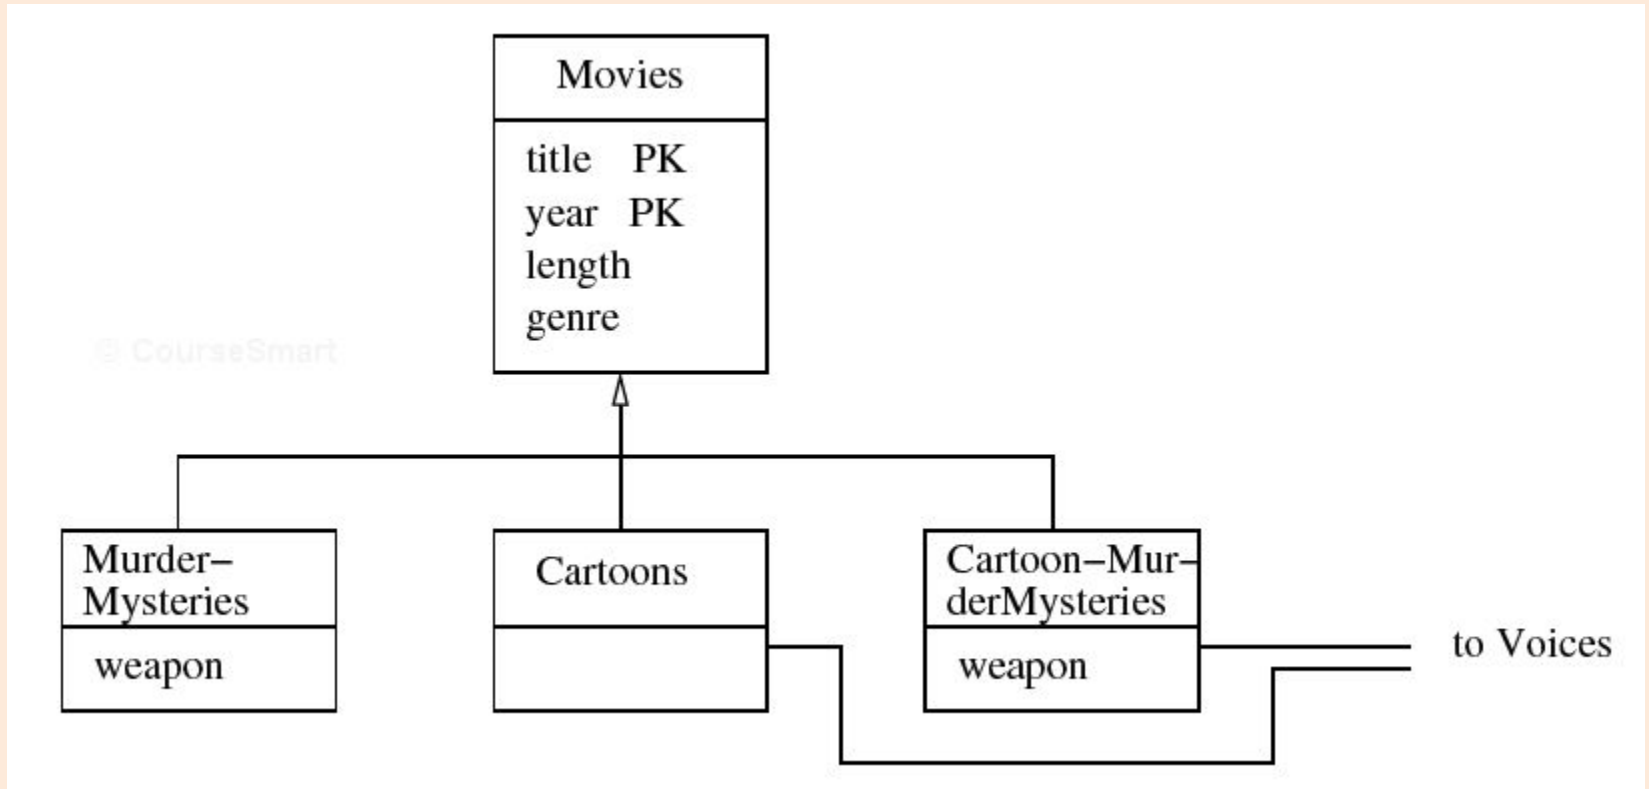 Movies
title PK
year PK
length
genre
© CourseSmart
Murder–
Mysteries
weapon
Cartoons
Cartoon–Mur–
derMysteries
weapon
to Voices